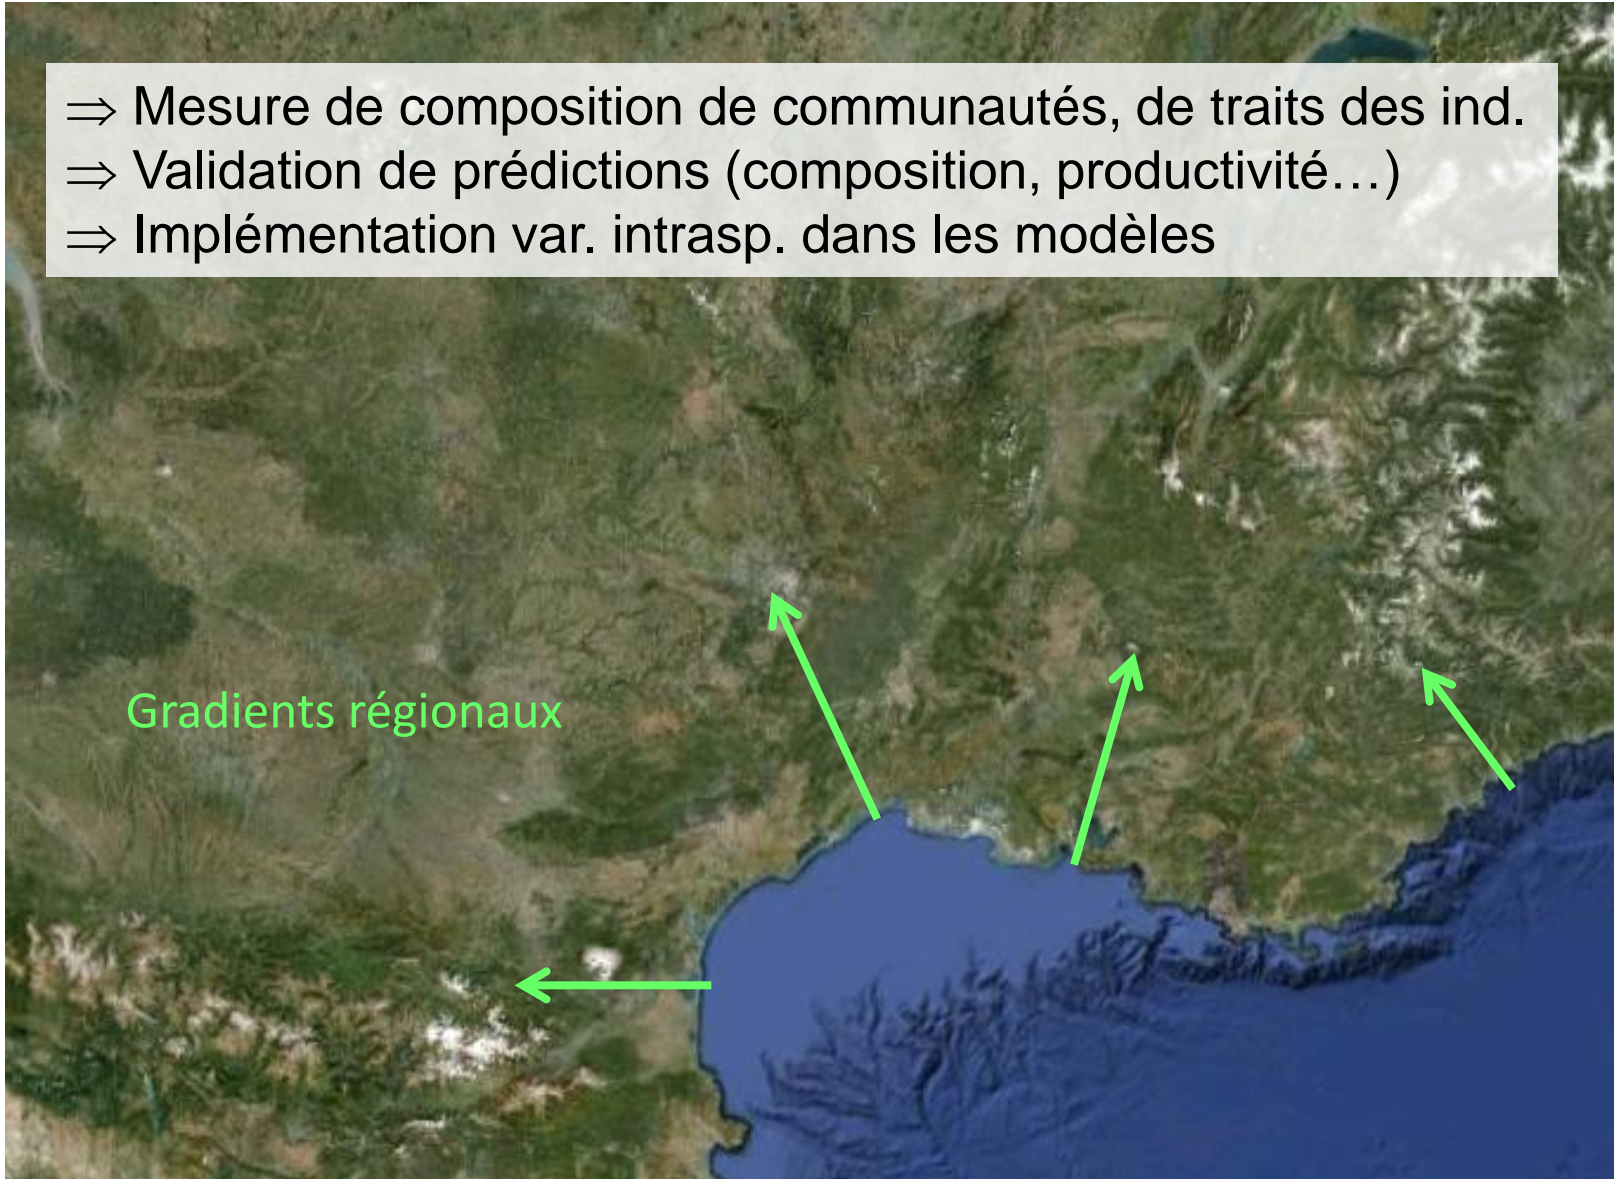 ⇒ Mesure de composition de communautés, de traits des ind.
⇒ Validation de prédictions (composition, productivité…)
⇒ Implémentation var. intrasp. dans les modèles
Gradients régionaux